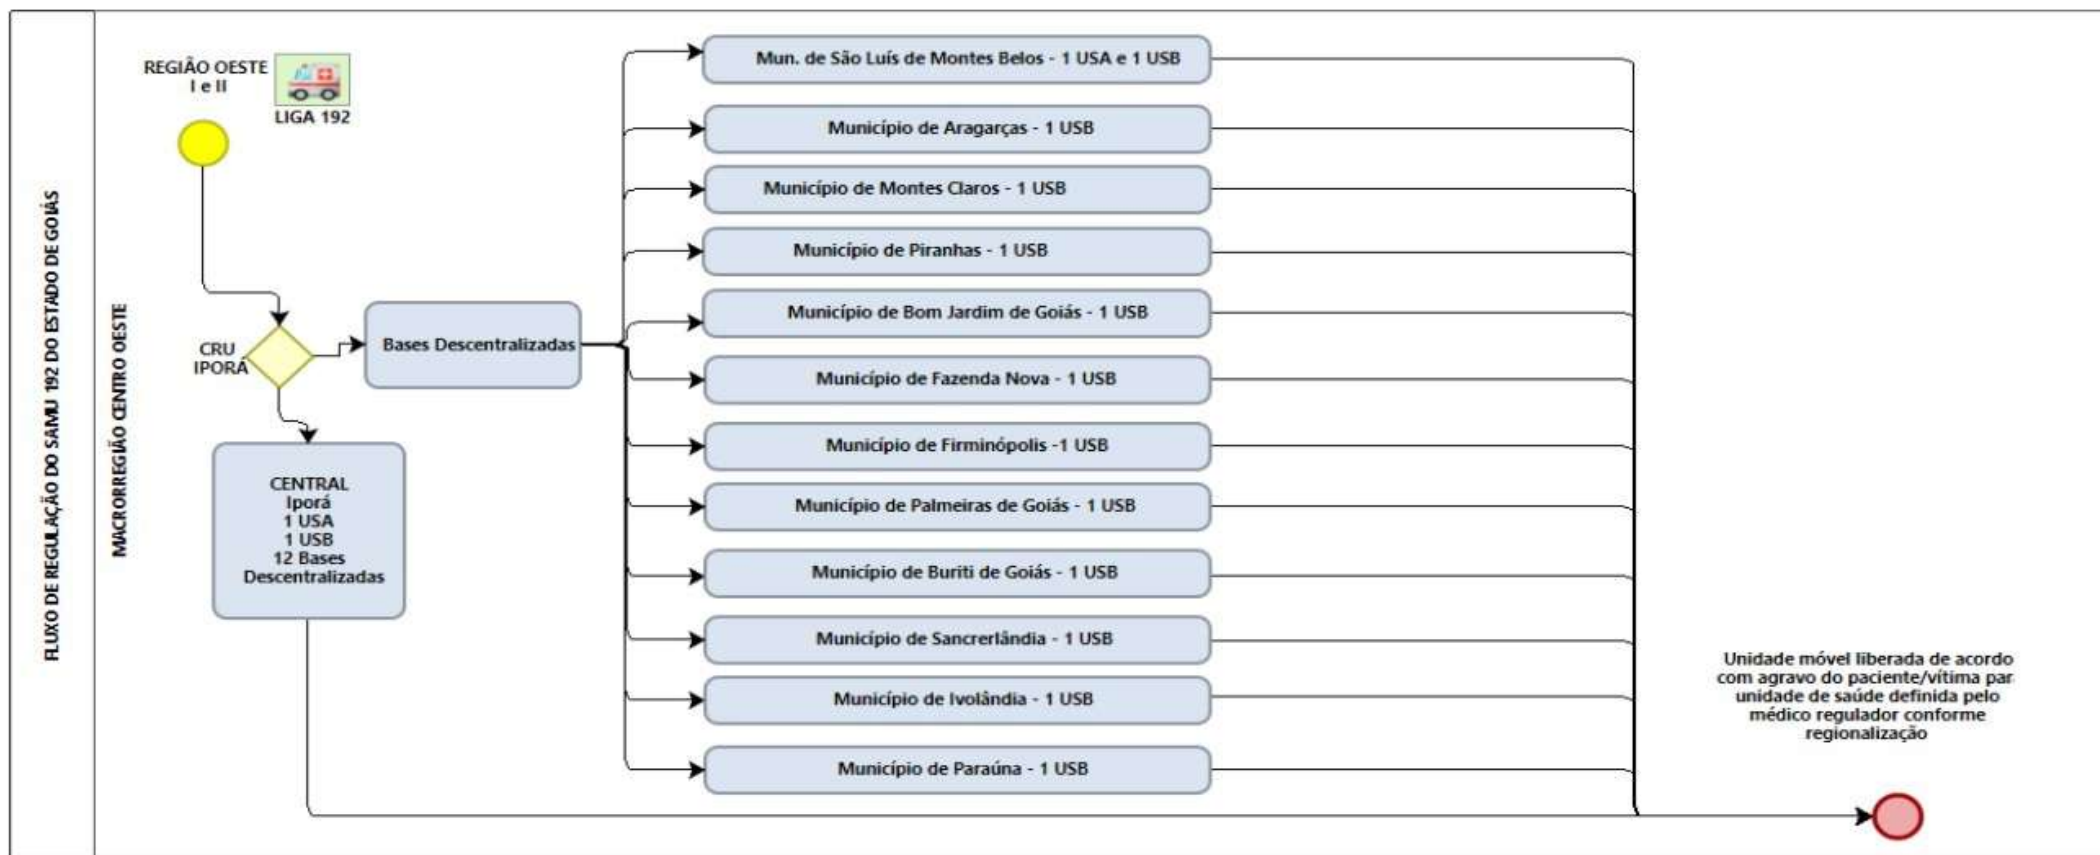 FLUXO DE REGULAÇÃO DO SAMU 192 DO ESTADO DE GOIÁS
MACRORREGIÃO CENTRO OESTE
REGIÃO OESTE
I e II
LIGA 192
CRU
IPORÁ
Bases Descentralizadas
CENTRAL
Iporá
1 USA
1 USB
12 Bases
Descentralizadas
Mun. de São Luís de Montes Belos - 1 USA e 1 USB
Município de Aragarças - 1 USB
Município de Montes Claros - 1 USB
Município de Piranhas - 1 USB
Município de Bom Jardim de Goiás - 1 USB
Município de Fazenda Nova - 1 USB
Município de Firminópolis -1 USB
Município de Palmeiras de Goiás - 1 USB
Município de Buriti de Goiás - 1 USB
Município de Sancrerlândia - 1 USB
Município de Ivolândia - 1 USB
Município de Paraúna - 1 USB
Unidade móvel liberada de acordo
com agravo do paciente/vítima par
unidade de saúde definida pelo
médico regulador conforme
regionalização